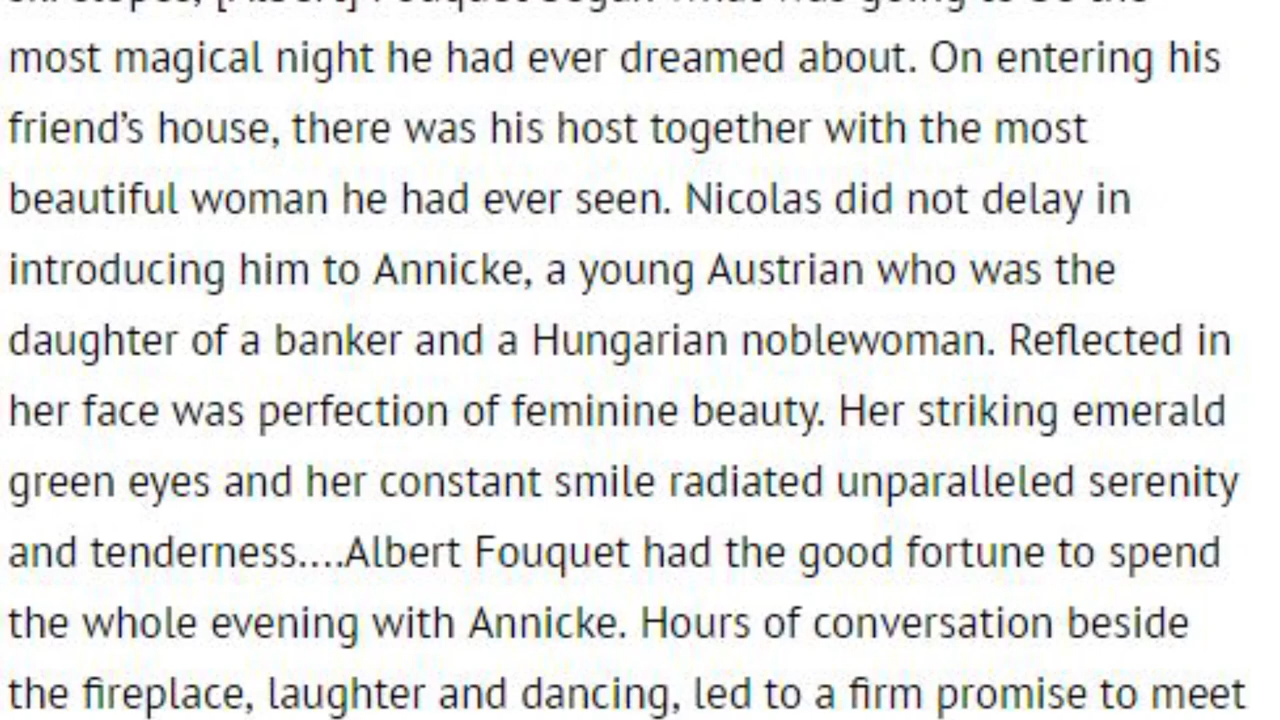 most magical night he had ever dreamed about. On entering his
friend’s house, there was his host together with the most
beautiful woman he had ever seen. Nicolas did not delay in
introducing him to Annicke, a young Austrian who was the
daughter of a banker and a Hungarian noblewoman. Reflected in
her face was perfection of feminine beauty. Her striking emerald
green eyes and her constant smile radiated unparalleled serenity
and tenderness....Albert Fouquet had the good fortune to spend
the whole evening with Annicke. Hours of conversation beside
the fireplace, laughter and dancing, led to a firm promise to meet